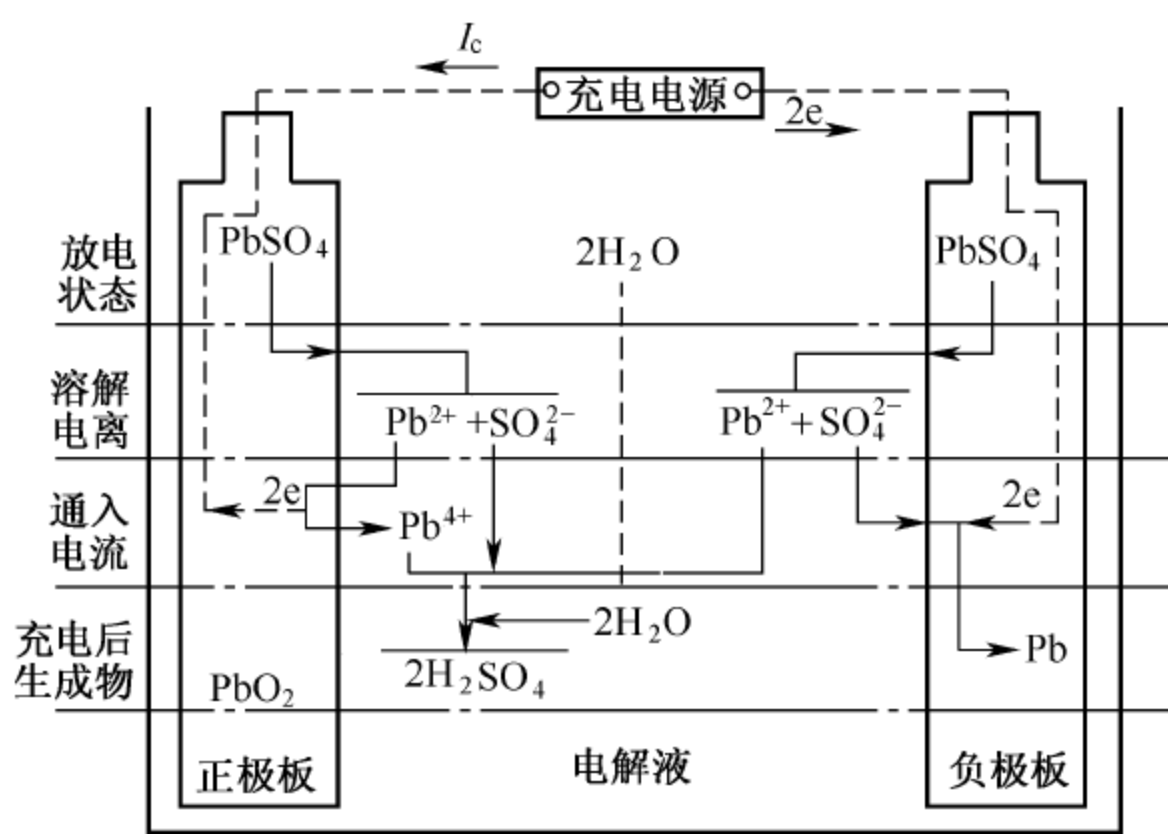 I_c
充电电源
2e
放电
状态
PbSO₄
2H₂O
PbSO₄
溶解
电离
Pb²⁺+SO₄²⁻
Pb²⁺+SO₄²⁻
通入
电流
2e
Pb⁴⁺
2e
充电后
生成物
2H₂O
Pb
PbO₂
2H₂SO₄
正极板
电解液
负极板